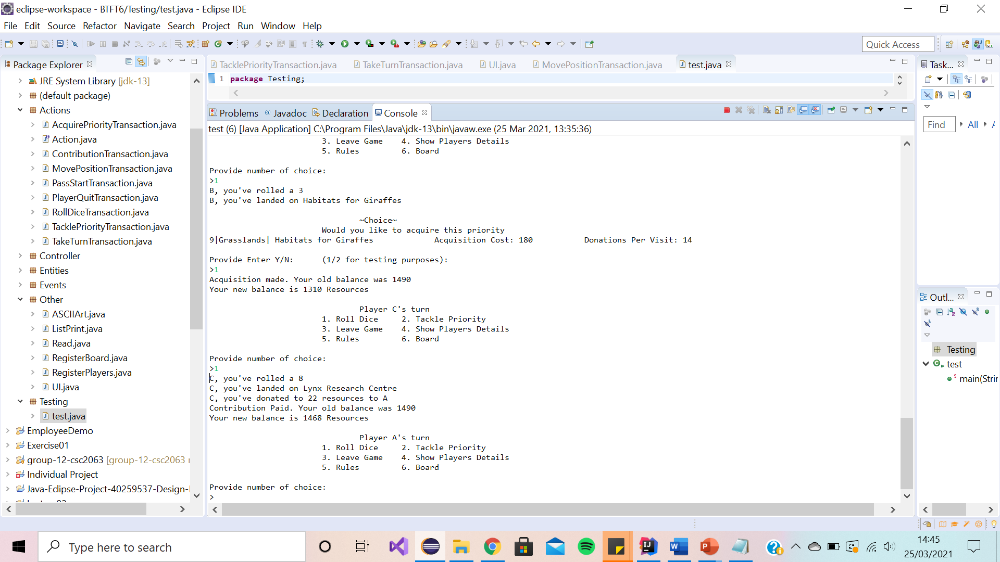 eclipse-workspace - BTFT6/Testing/test.java - Eclipse IDE
File Edit Source Refactor Navigate Search Project Run Window Help
Quick Access
Package Explorer
JRE System Library [jdk-13]
(default package)
Actions
AcquirePriorityTransaction.java
Action.java
ContributionTransaction.java
MovePositionTransaction.java
PassStartTransaction.java
PlayerQuitTransaction.java
RollDiceTransaction.java
TacklePriorityTransaction.java
TakeTurnTransaction.java
Controller
Entities
Events
Other
ASCIIArt.java
ListPrint.java
Read.java
RegisterBoard.java
RegisterPlayers.java
UI.java
Testing
test.java
EmployeeDemo
Exercise01
group-12-csc2063 [group-12-csc2063
Individual Project
Java-Eclipse-Project-40259537-Design-
TacklePriorityTransaction.java TakeTurnTransaction.java UI.java MovePositionTransaction.java test.java
1 package Testing;
Problems Javadoc Declaration Console
test (6) [Java Application] C:\Program Files\Java\jdk-13\bin\javaw.exe (25 Mar 2021, 13:35:36)
3. Leave Game 4. Show Players Details
5. Rules 6. Board
Provide number of choice:
>1
B, you've rolled a 3
B, you've landed on Habitats for Giraffes
~Choice~
Would you like to acquire this priority
9|Grasslands| Habitats for Giraffes Acquisition Cost: 180 Donations Per Visit: 14
Provide Enter Y/N: (1/2 for testing purposes):
>1
Acquisition made. Your old balance was 1490
Your new balance is 1310 Resources
Player C's turn
1. Roll Dice 2. Tackle Priority
3. Leave Game 4. Show Players Details
5. Rules 6. Board
Provide number of choice:
>1
C, you've rolled a 8
C, you've landed on Lynx Research Centre
C, you've donated to 22 resources to A
Contribution Paid. Your old balance was 1490
Your new balance is 1468 Resources
Player A's turn
1. Roll Dice 2. Tackle Priority
3. Leave Game 4. Show Players Details
5. Rules 6. Board
Provide number of choice:
>
Task...
Find All
Outl...
Testing
test
main(Strin
Type here to search
14:45
25/03/2021